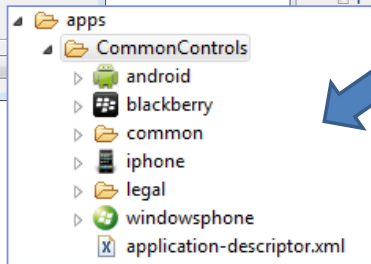 apps
CommonControls
android
blackberry
common
iphone
legal
windowsphone
application-descriptor.xml